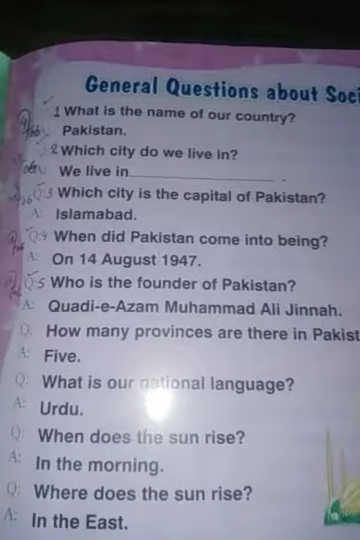 General Questions about Soci
1 What is the name of our country?
Pakistan.
2 Which city do we live in?
We live in____________.
Q:3 Which city is the capital of Pakistan?
A: Islamabad.
Q:4 When did Pakistan come into being?
A: On 14 August 1947.
Q:5 Who is the founder of Pakistan?
A: Quadi-e-Azam Muhammad Ali Jinnah.
Q: How many provinces are there in Pakist
A: Five.
Q: What is our national language?
A: Urdu.
Q: When does the sun rise?
A: In the morning.
Q: Where does the sun rise?
A: In the East.